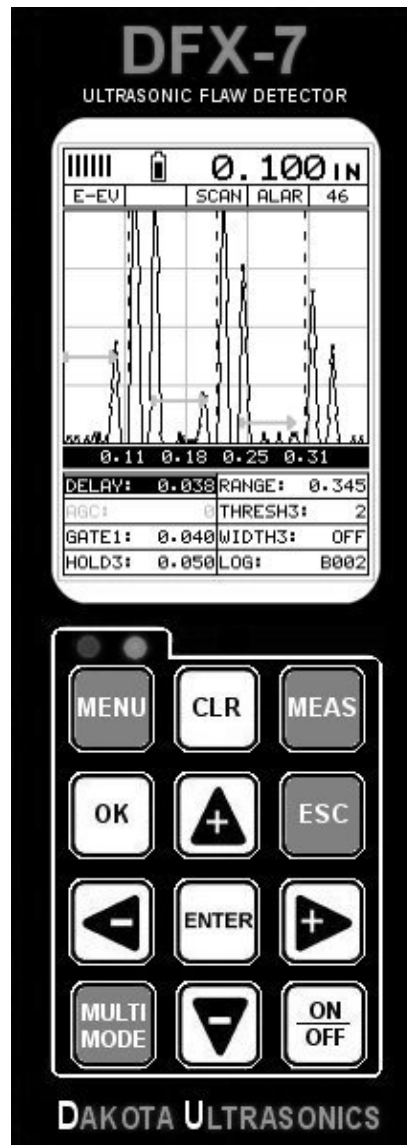 DFX-7
ULTRASONIC FLAW DETECTOR
0.100IN
E-EV SCAN ALAR 46
0.11 0.18 0.25 0.31
DELAY: 0.038 RANGE: 0.345
AGC: 0 THRESH3: 2
GATE1: 0.040 WIDTH3: OFF
HOLD3: 0.050 LOG: B002
MENU CLR MEAS
OK + ESC
- ENTER +
MULTI MODE - ON OFF
DAKOTA ULTRASONICS